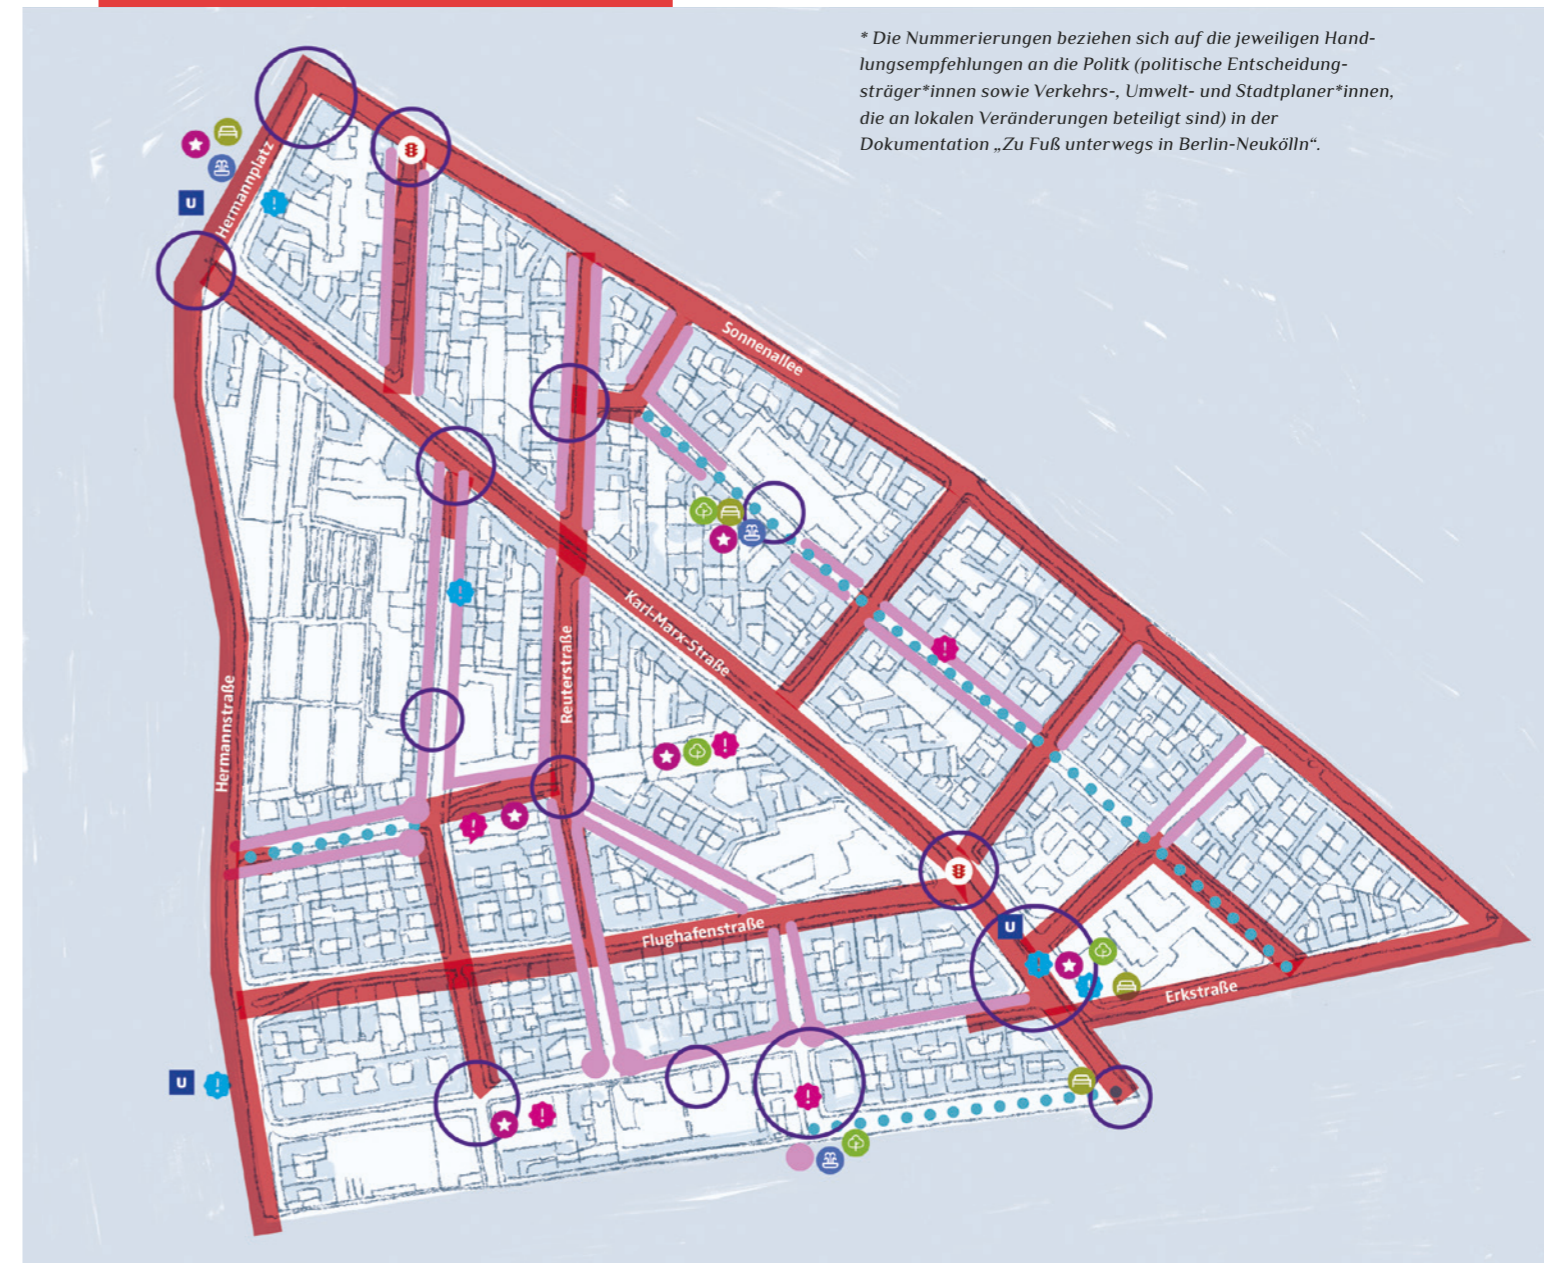 * Die Nummerierungen beziehen sich auf die jeweiligen Hand-
lungsempfehlungen an die Politk (politische Entscheidung-
sträger*innen sowie Verkehrs-, Umwelt- und Stadtplaner*innen,
die an lokalen Veränderungen beteiligt sind) in der
Dokumentation „Zu Fuß unterwegs in Berlin-Neukölln“.
Hermannplatz
U
Sonnenallee
Karl-Marx-Straße
Reuterstraße
Hermannstraße
Flughafenstraße
U
Erkstraße
U